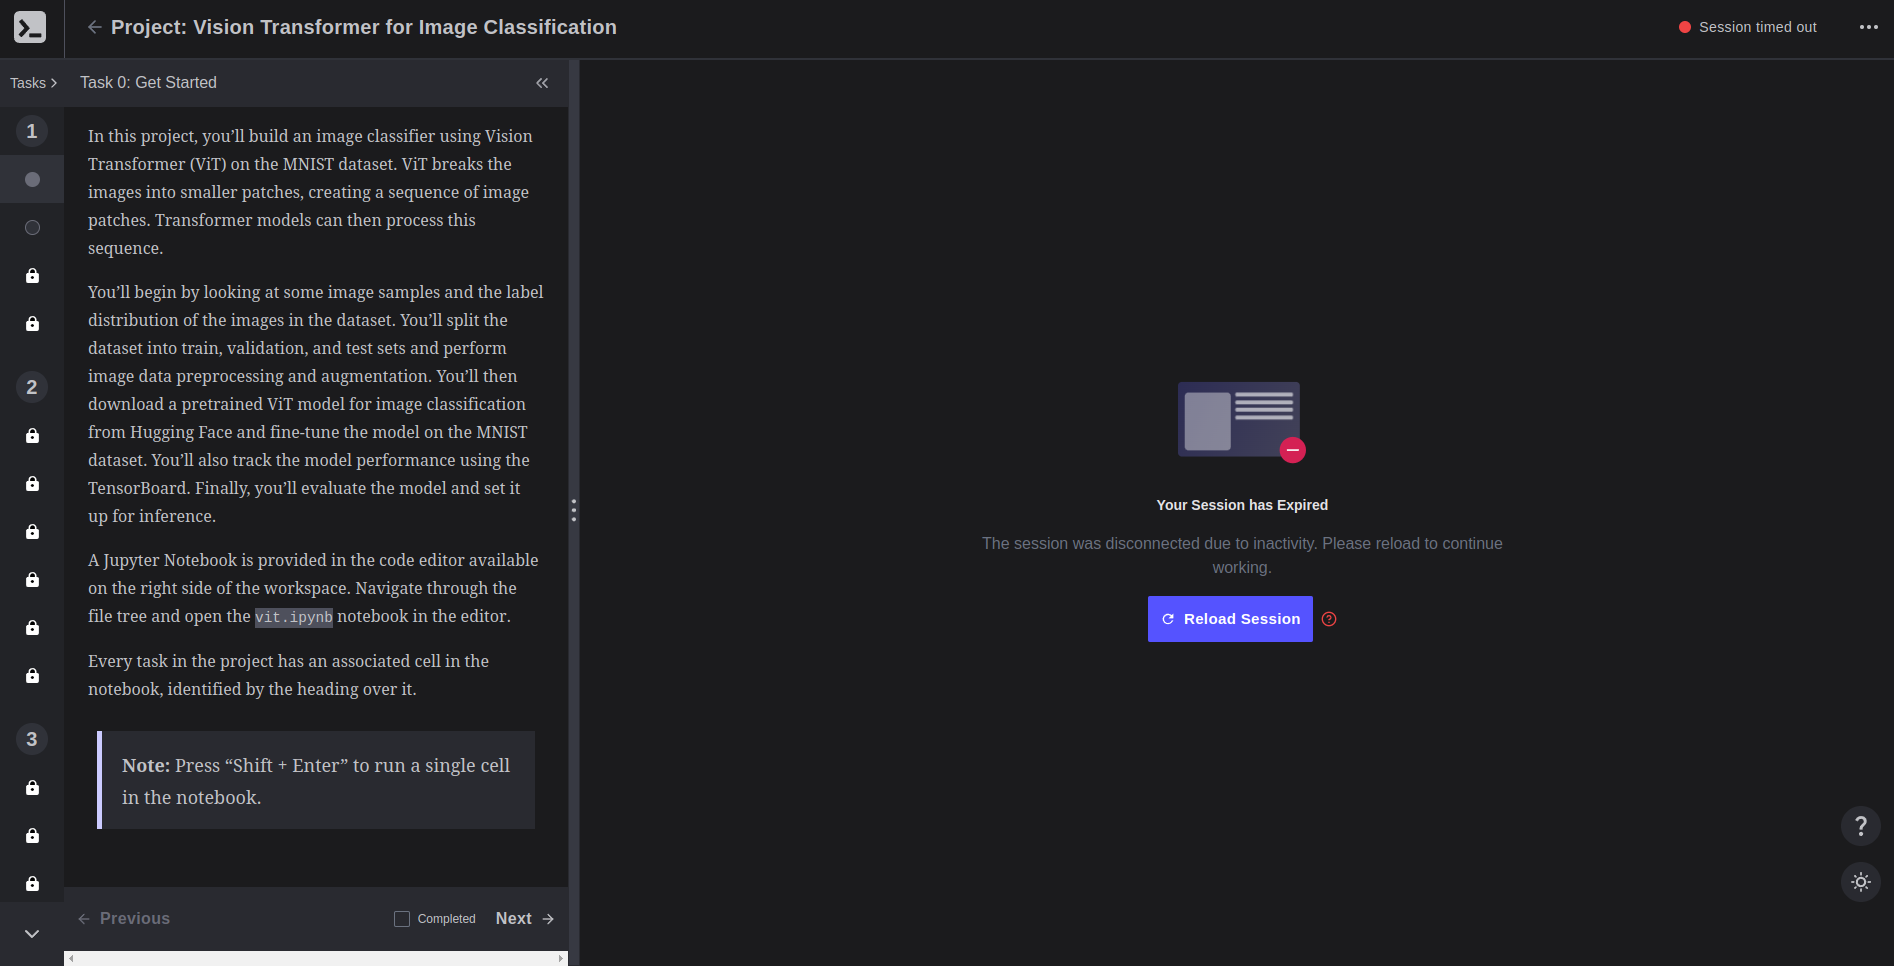 Project: Vision Transformer for Image Classification
Session timed out
Tasks
Task 0: Get Started
1
2
3
In this project, you’ll build an image classifier using Vision
Transformer (ViT) on the MNIST dataset. ViT breaks the
images into smaller patches, creating a sequence of image
patches. Transformer models can then process this
sequence.
You’ll begin by looking at some image samples and the label
distribution of the images in the dataset. You’ll split the
dataset into train, validation, and test sets and perform
image data preprocessing and augmentation. You’ll then
download a pretrained ViT model for image classification
from Hugging Face and fine-tune the model on the MNIST
dataset. You’ll also track the model performance using the
TensorBoard. Finally, you’ll evaluate the model and set it
up for inference.
A Jupyter Notebook is provided in the code editor available
on the right side of the workspace. Navigate through the
file tree and open the vit.ipynb notebook in the editor.
Every task in the project has an associated cell in the
notebook, identified by the heading over it.
Note: Press “Shift + Enter” to run a single cell
in the notebook.
Previous
Completed
Next
Your Session has Expired
The session was disconnected due to inactivity. Please reload to continue
working.
Reload Session
?
?